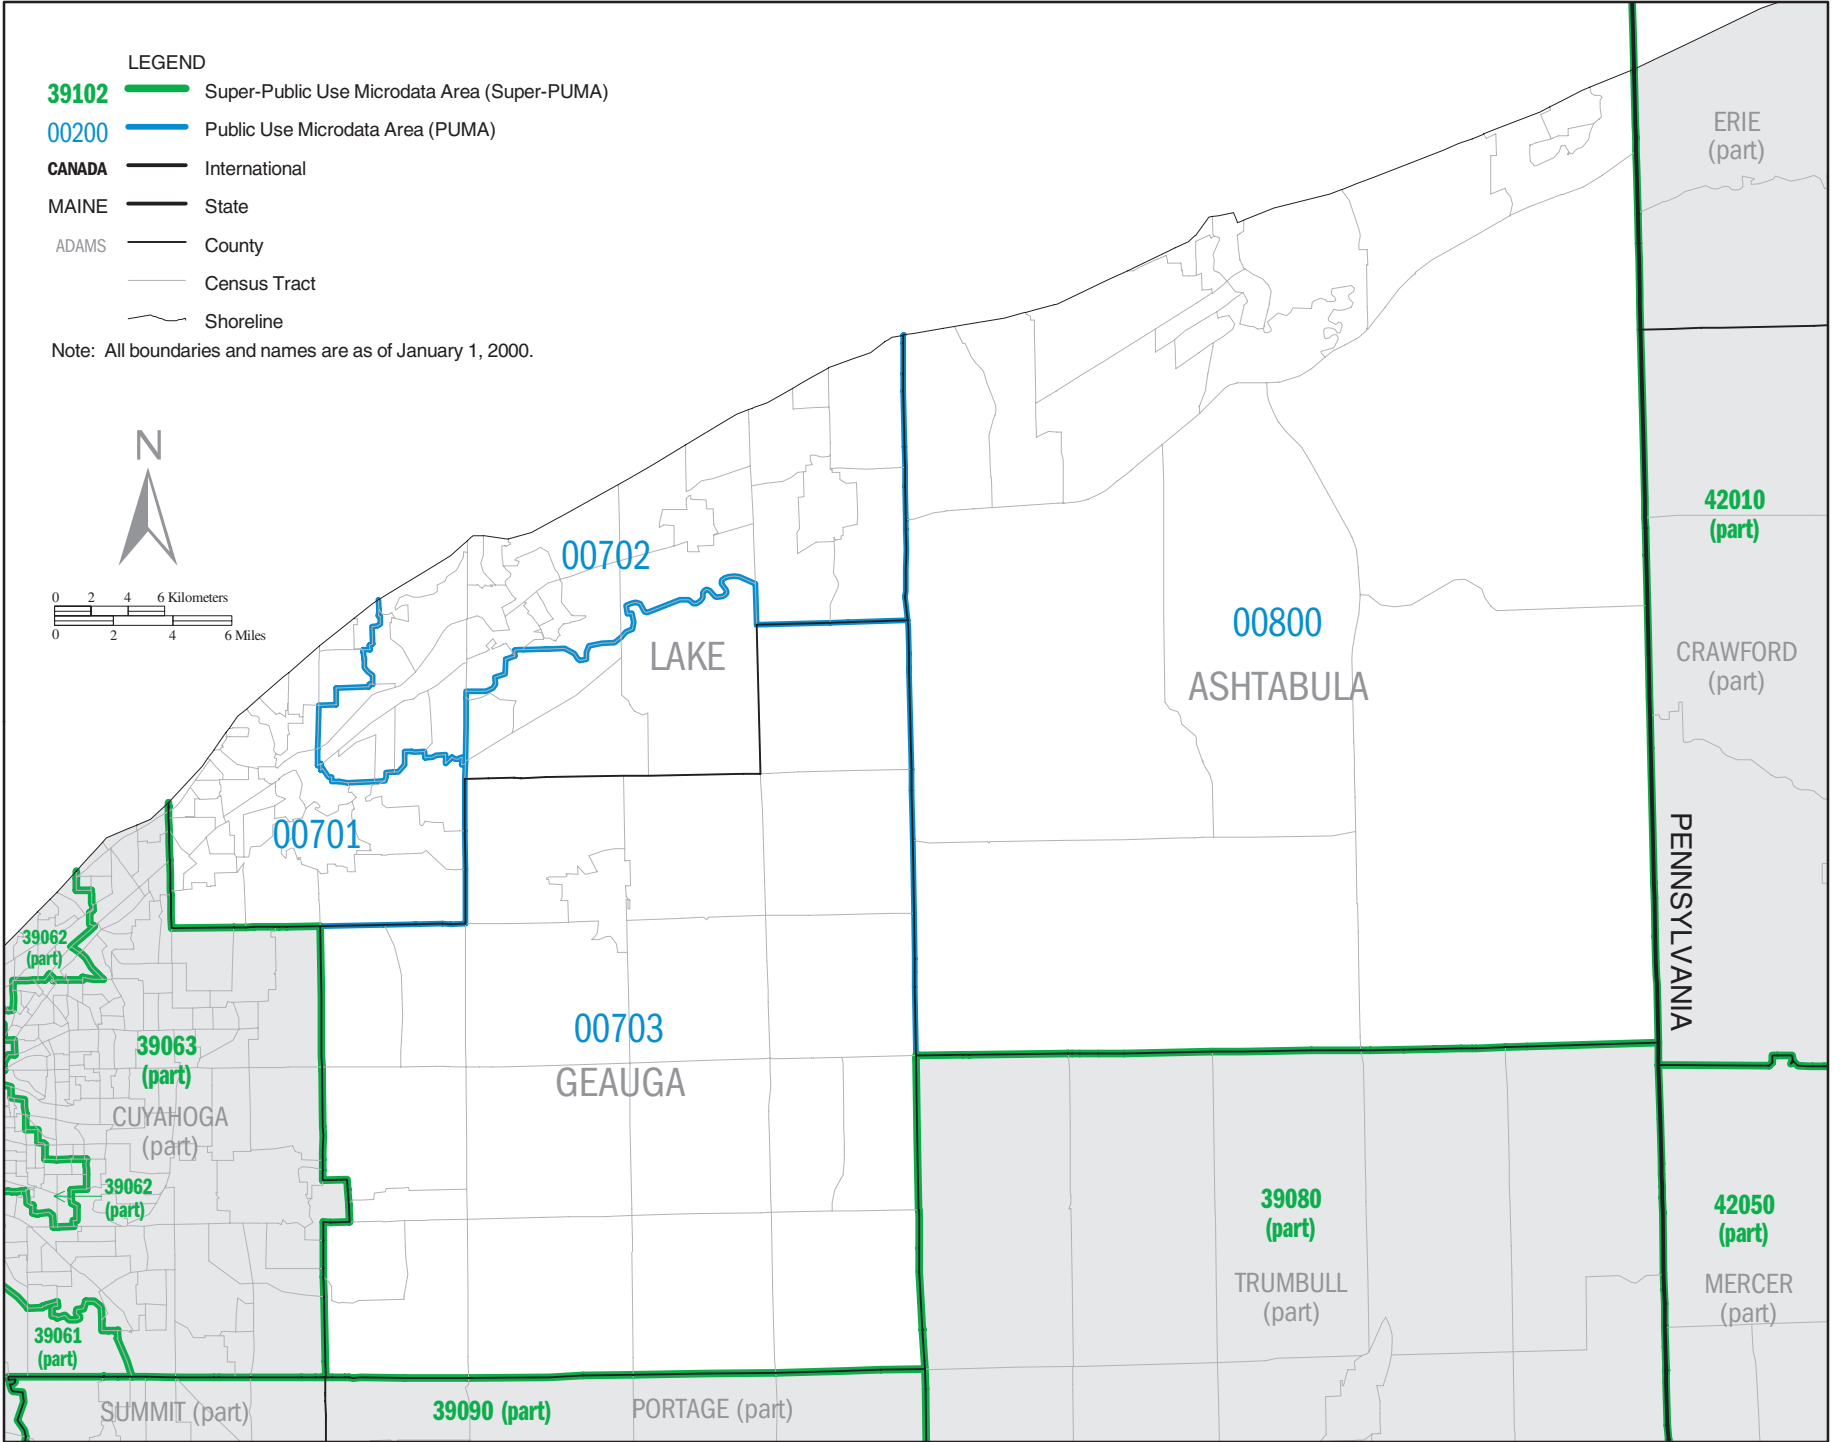 LEGEND
39102 Super-Public Use Microdata Area (Super-PUMA)
00200 Public Use Microdata Area (PUMA)
CANADA International
MAINE State
ADAMS County
Census Tract
Shoreline
Note: All boundaries and names are as of January 1, 2000.
N
0 2 4 6 Kilometers
0 2 4 6 Miles
ERIE
(part)
42010
(part)
CRAWFORD
(part)
00702
LAKE
00800
ASHTABULA
00701
PENNSYLVANIA
39062
(part)
39063
(part)
CUYAHOGA
(part)
00703
GEAUGA
39062
(part)
39080
(part)
TRUMBULL
(part)
42050
(part)
MERCER
(part)
39061
(part)
SUMMIT (part)
39090 (part)
PORTAGE (part)